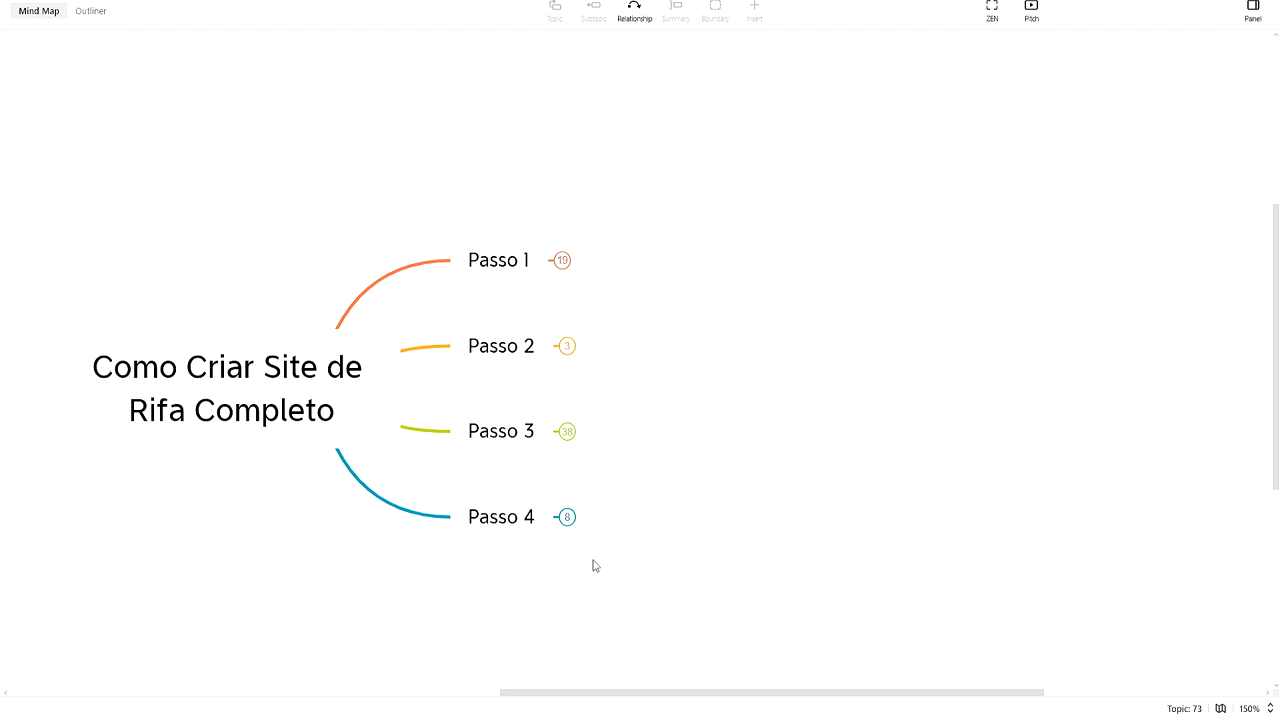 Mind Map
Outliner
Topic
Subtopic
Relationship
Summary
Boundary
Insert
ZEN
Pitch
Panel
Passo 1
19
Passo 2
3
Como Criar Site de
Rifa Completo
Passo 3
38
Passo 4
8
Topic: 73
150%